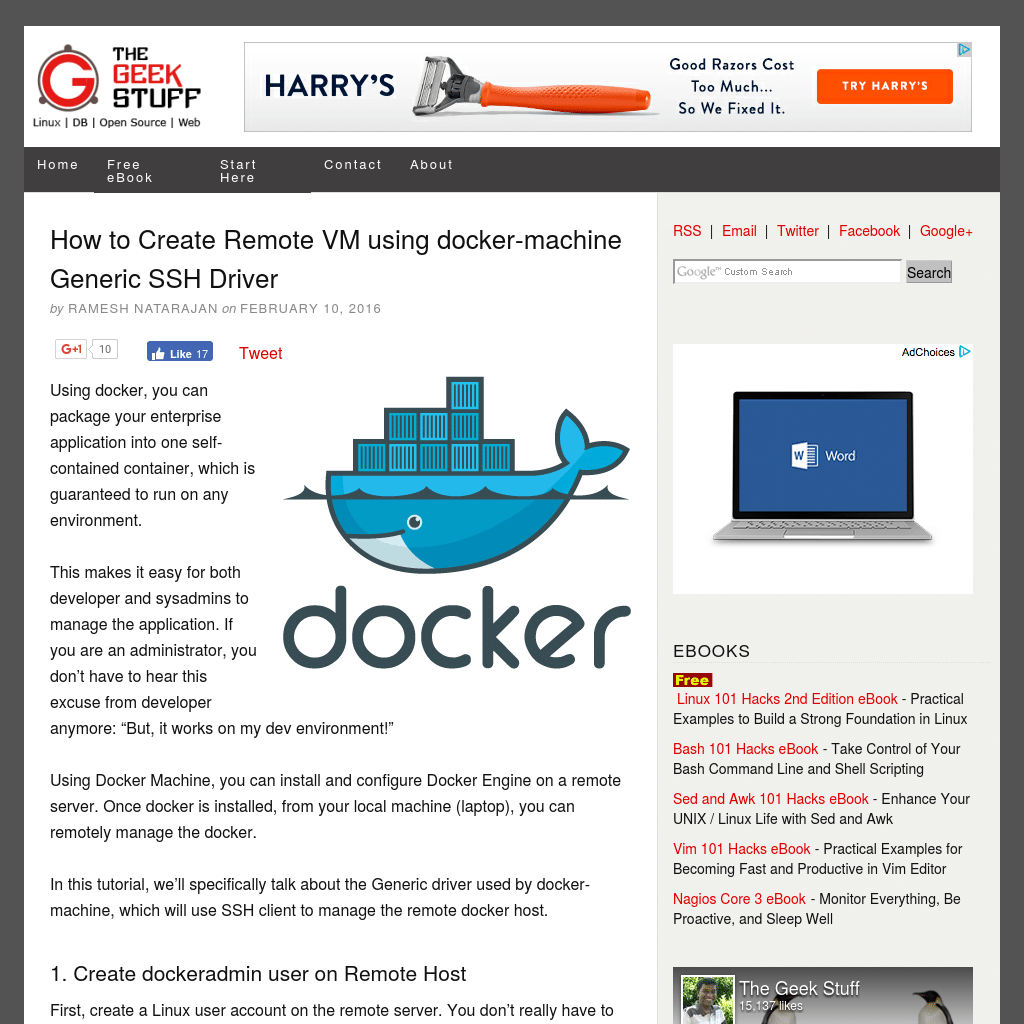 THE
GEEK
STUFF
Linux | DB | Open Source | Web
HARRY'S
Good Razors Cost
Too Much...
So We Fixed It.
TRY HARRY'S
Home
Free eBook
Start Here
Contact
About
How to Create Remote VM using docker-machine
Generic SSH Driver
by RAMESH NATARAJAN on FEBRUARY 10, 2016
G+1 10
Like 17
Tweet
Using docker, you can
package your enterprise
application into one self-
contained container, which is
guaranteed to run on any
environment.
docker
This makes it easy for both
developer and sysadmins to
manage the application. If
you are an administrator, you
don’t have to hear this
excuse from developer
anymore: “But, it works on my dev environment!”
Using Docker Machine, you can install and configure Docker Engine on a remote
server. Once docker is installed, from your local machine (laptop), you can
remotely manage the docker.
In this tutorial, we’ll specifically talk about the Generic driver used by docker-
machine, which will use SSH client to manage the remote docker host.
1. Create dockeradmin user on Remote Host
First, create a Linux user account on the remote server. You don’t really have to
RSS | Email | Twitter | Facebook | Google+
Google™ Custom Search
Search
AdChoices
W Word
EBOOKS
Free
Linux 101 Hacks 2nd Edition eBook - Practical
Examples to Build a Strong Foundation in Linux
Bash 101 Hacks eBook - Take Control of Your
Bash Command Line and Shell Scripting
Sed and Awk 101 Hacks eBook - Enhance Your
UNIX / Linux Life with Sed and Awk
Vim 101 Hacks eBook - Practical Examples for
Becoming Fast and Productive in Vim Editor
Nagios Core 3 eBook - Monitor Everything, Be
Proactive, and Sleep Well
The Geek Stuff
15,137 likes